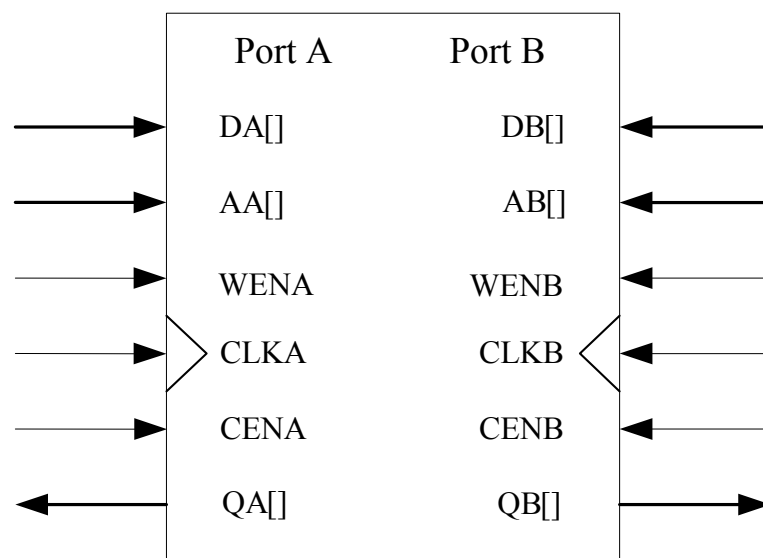 Port A Port B
DA[] DB[]
AA[] AB[]
WENA WENB
CLKA CLKB
CENA CENB
QA[] QB[]